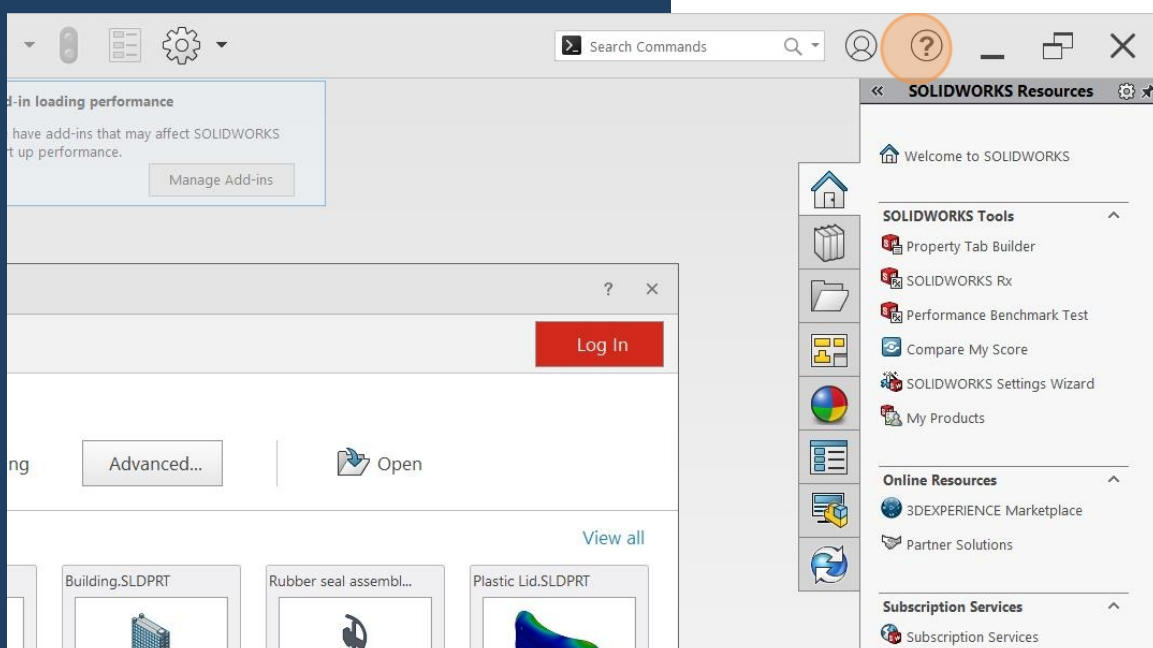 Search Commands
?
SOLIDWORKS Resources
d-in loading performance
have add-ins that may affect SOLIDWORKS
rt up performance.
Manage Add-ins
Welcome to SOLIDWORKS
SOLIDWORKS Tools
Property Tab Builder
SOLIDWORKS Rx
Performance Benchmark Test
Compare My Score
SOLIDWORKS Settings Wizard
My Products
Online Resources
3DEXPERIENCE Marketplace
Partner Solutions
Subscription Services
Subscription Services
?
Log In
ng
Advanced...
Open
View all
Building.SLDPRT
Rubber seal assembl...
Plastic Lid.SLDPRT